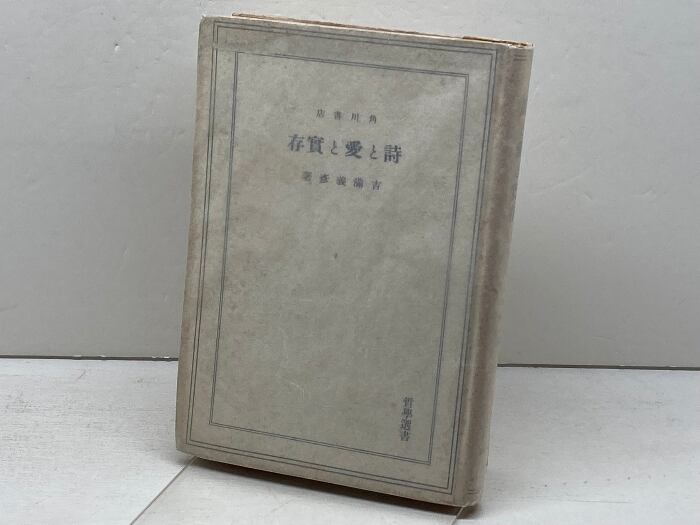 角川書店
詩と愛と實存
吉滿義彦著
哲學選書